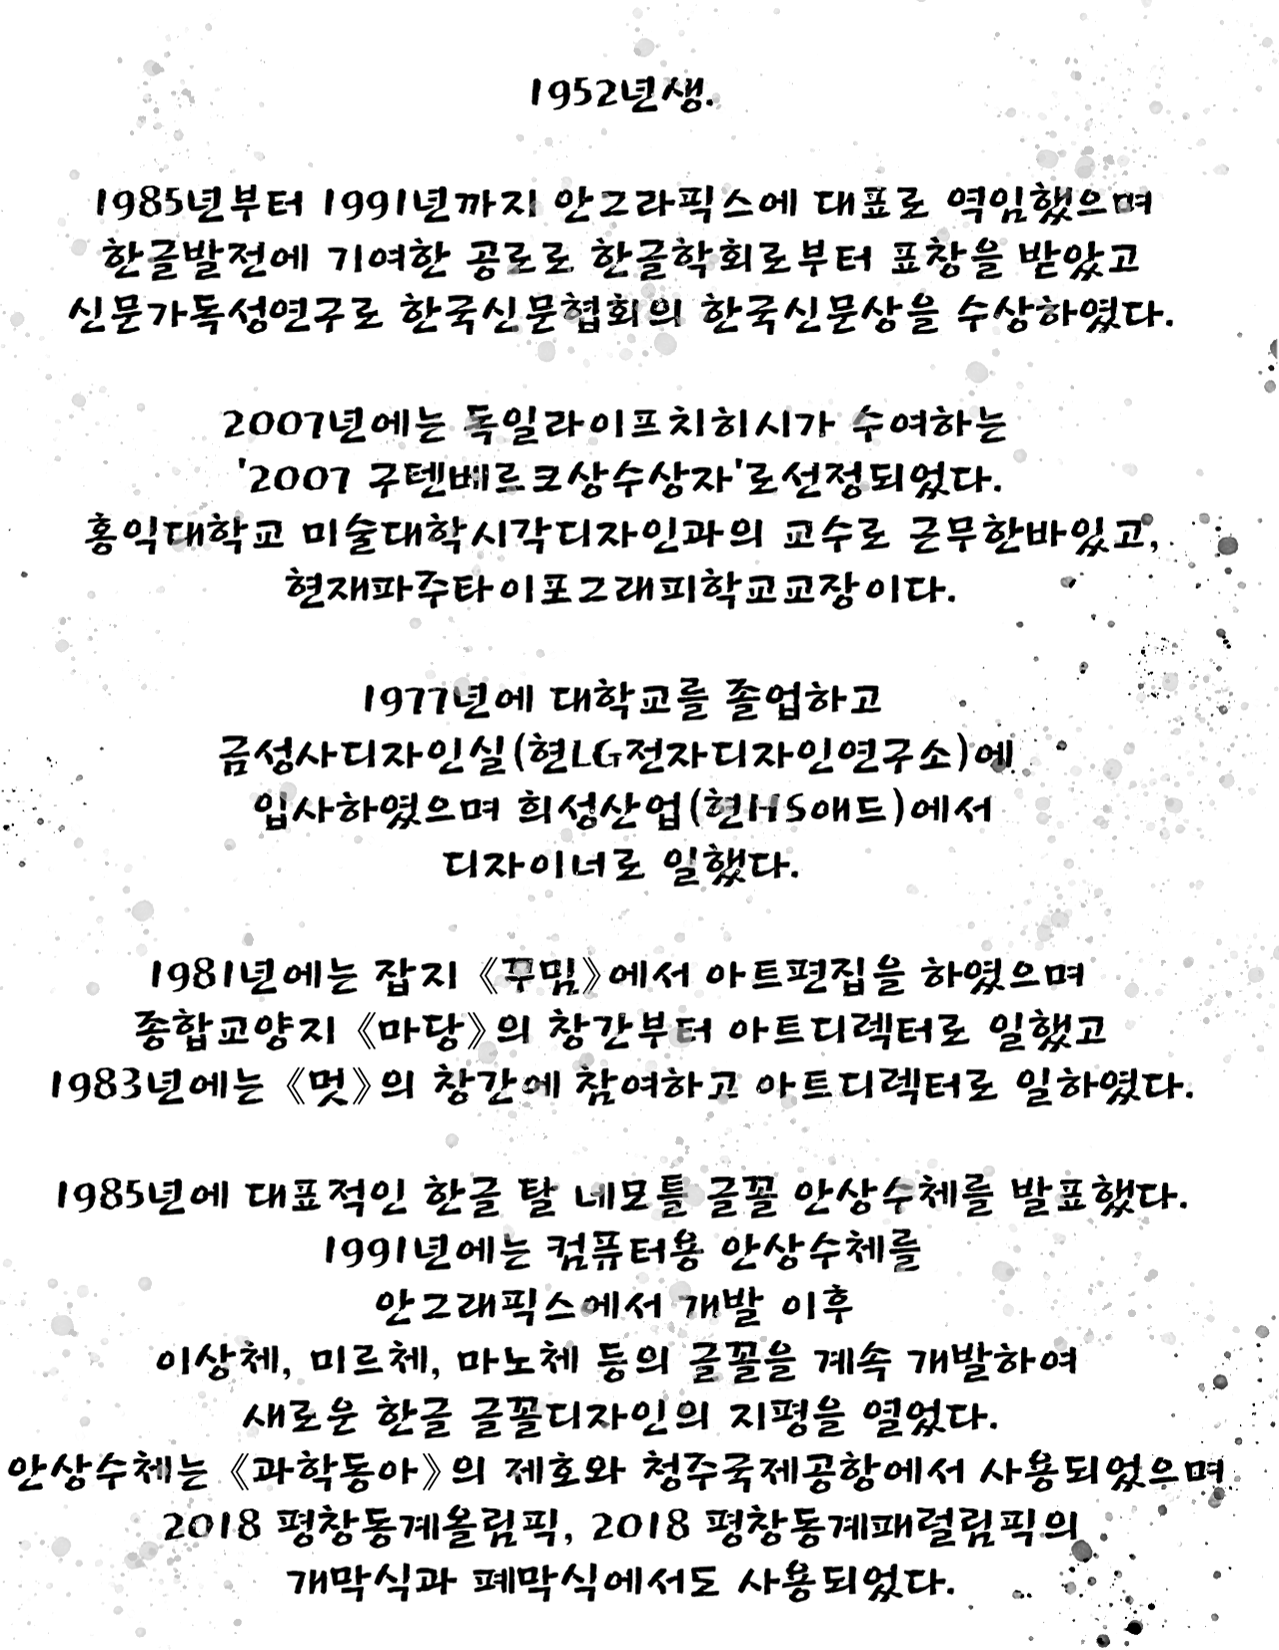 1952년생.
1985년부터 1991년까지 안그라픽스에 대표로 역임했으며
한글발전에 기여한 공로로 한글학회로부터 표창을 받았고
신문가독성연구로 한국신문협회의 한국신문상을 수상하였다.
2007년에는 독일라이프치히시가 수여하는
'2007 구텐베르크상수상자'로선정되었다.
홍익대학교 미술대학시각디자인과의 교수로 근무한바있고,
현재파주타이포그래피학교교장이다.
1977년에 대학교를 졸업하고
금성사디자인실(현LG전자디자인연구소)에
입사하였으며 희성산업(현HS애드)에서
디자이너로 일했다.
1981년에는 잡지 《꾸밈》에서 아트편집을 하였으며
종합교양지 《마당》의 창간부터 아트디렉터로 일했고
1983년에는 《멋》의 창간에 참여하고 아트디렉터로 일하였다.
1985년에 대표적인 한글 탈 네모틀 글꼴 안상수체를 발표했다.
1991년에는 컴퓨터용 안상수체를
안그래픽스에서 개발 이후
이상체, 미르체, 마노체 등의 글꼴을 계속 개발하여
새로운 한글 글꼴디자인의 지평을 열었다.
안상수체는 《과학동아》의 제호와 청주국제공항에서 사용되었으며
2018 평창동계올림픽, 2018 평창동계패럴림픽의
개막식과 폐막식에서도 사용되었다.